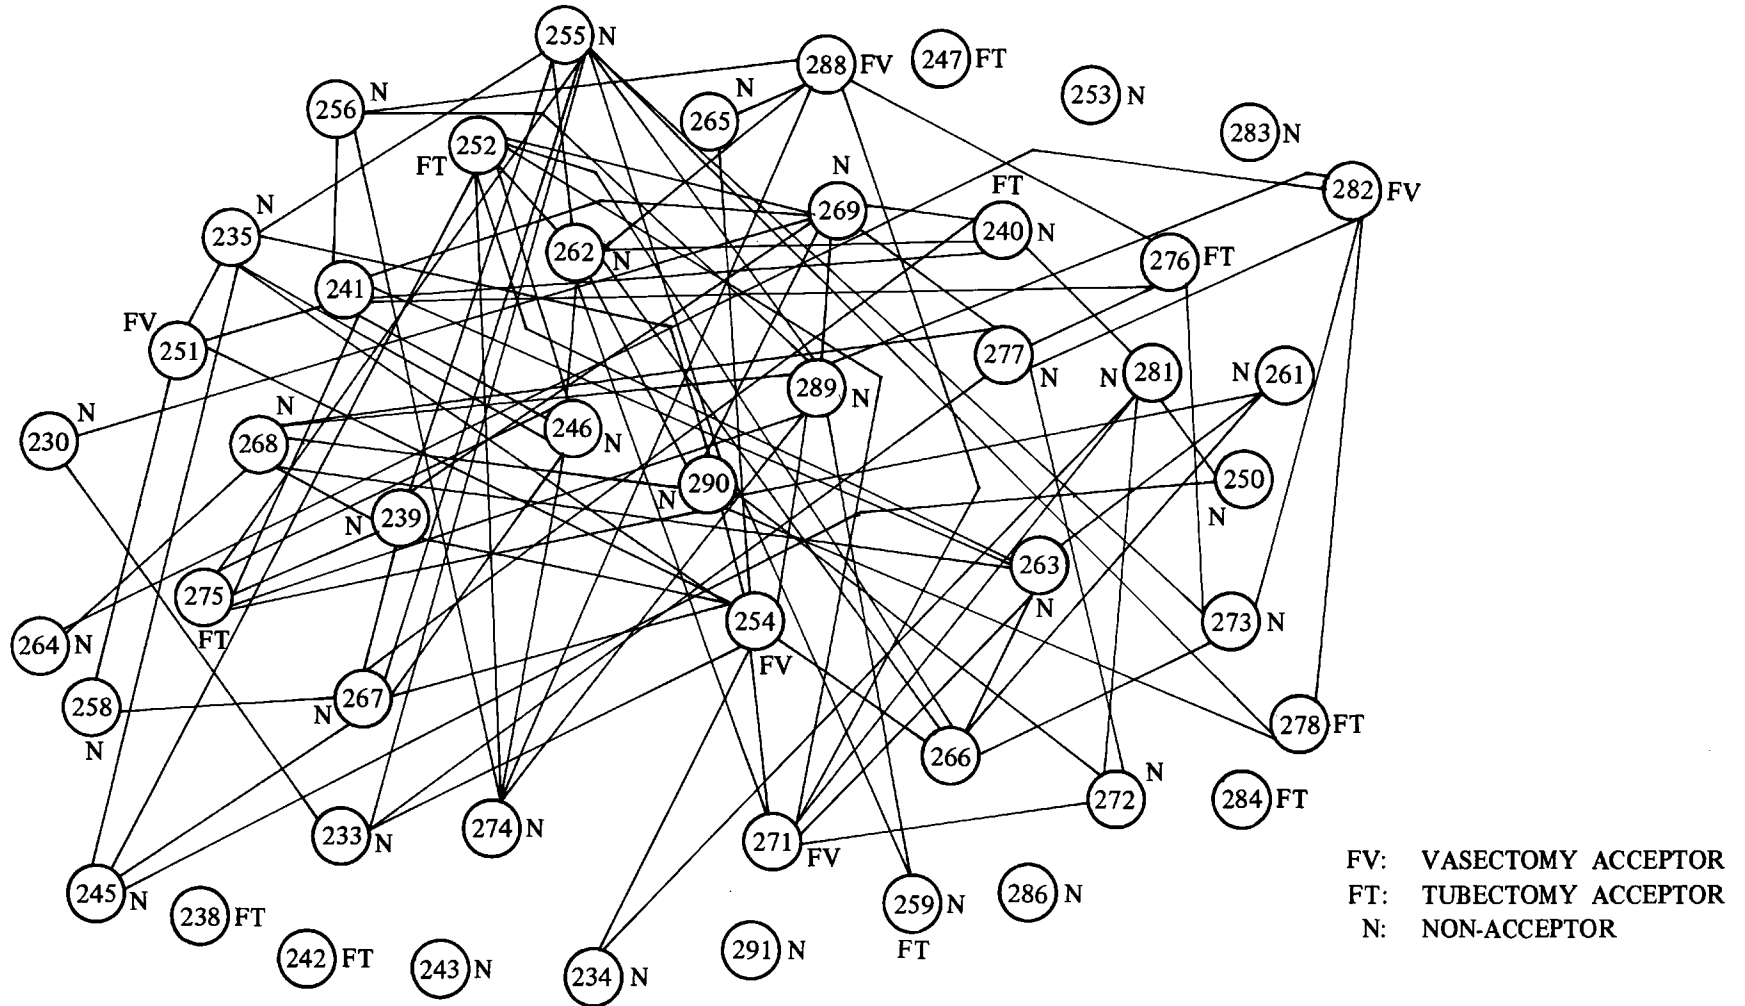 255 N
288 FV
247 FT
253 N
256 N
265 N
283 N
252 FT
282 FV
269 N
240 FT N
235 N
262 N
276 FT
241
251 FV
277 N
281 N
261 N
289 N
230 N
268 N
246 N
290 N
250 N
239 N
263 N
275 FT
254 FV
273 N
264 N
258 N
267 N
278 FT
266
272 N
284 FT
233 N
274 N
271 FV
245 N
259 N FT
286 N
238 FT
242 FT
243 N
234 N
291 N
FV: VASECTOMY ACCEPTOR
FT: TUBECTOMY ACCEPTOR
N: NON-ACCEPTOR